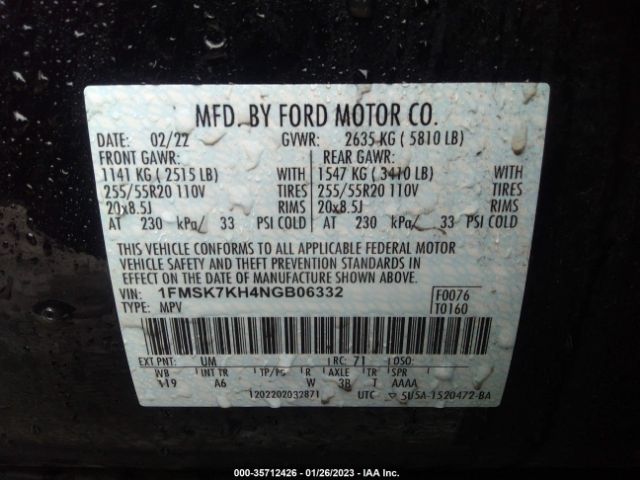 MFD. BY FORD MOTOR CO.
DATE: 02/22 GVWR: 2635 KG ( 5810 LB)
FRONT GAWR: REAR GAWR:
1141 KG ( 2515 LB) WITH 1547 KG ( 3410 LB) WITH
255/55R20 110V TIRES 255/55R20 110V TIRES
20x8.5J RIMS 20x8.5J RIMS
AT 230 kPa/ 33 PSI COLD AT 230 kPa/ 33 PSI COLD
THIS VEHICLE CONFORMS TO ALL APPLICABLE FEDERAL MOTOR
VEHICLE SAFETY AND THEFT PREVENTION STANDARDS IN
EFFECT ON THE DATE OF MANUFACTURE SHOWN ABOVE.
VIN: 1FMSK7KH4NGB06332 F0076
TYPE: MPV T0160
EXT PNT: UM RC: 71 DSO:
WB INT TR TP/PS R AXLE TR SPR
119 A6 W 3B T AAAA
1202202032871 UTC ▽ 5U5A-1520472-BA
000-35712426 - 01/26/2023 - IAA Inc.